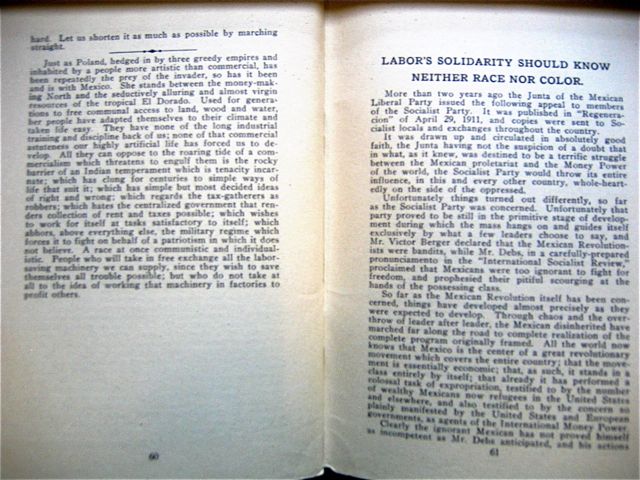 hard. Let us shorten it as much as possible by marching
straight.
Just as Poland, hedged in by three greedy empires and
inhabited by a people more artistic than commercial, has
been repeatedly the prey of the invader, so has it been
and is with Mexico. She stands between the money-mak-
ing North and the seductively alluring and almost virgin
resources of the tropical El Dorado. Used for genera-
tions to free communal access to land, wood and water,
her people have adapted themselves to their climate and
taken life easy. They have none of the long industrial
training and discipline back of us; none of that commercial
astuteness our highly artificial life has forced us to de-
velop. All they can oppose to the roaring tide of a com-
mercialism which threatens to engulf them is the rocky
barrier of an Indian temperament which is tenacity incar-
nate; which has clung for centuries to simple ways of
life that suit it; which has simple but most decided ideas
of right and wrong; which regards the tax-gatherers as
robbers; which hates the centralized government that ren-
ders collection of rent and taxes possible; which wishes
to work for itself at tasks satisfactory to itself; which
abhors, above everything else, the military regime which
forces it to fight on behalf of a patriotism in which it does
not believe. A race at once communistic and individual-
istic. People who will take in free exchange all the labor-
saving machinery we can supply, since they wish to save
themselves all trouble possible; but who do not take at
all to the idea of working that machinery in factories to
profit others.
60
LABOR'S SOLIDARITY SHOULD KNOW
NEITHER RACE NOR COLOR.
More than two years ago the Junta of the Mexican
Liberal Party issued the following appeal to members
of the Socialist Party. It was published in "Regenera-
cion" of April 29, 1911, and copies were sent to So-
cialist locals and exchanges throughout the country.
It was drawn up and circulated in absolutely good
faith, the Junta having not the suspicion of a doubt that
in what, as it knew, was destined to be a terrific struggle
between the Mexican proletariat and the Money Power
of the world, the Socialist Party would throw its entire
influence, in this and every other country, whole-heart-
edly on the side of the oppressed.
Unfortunately things turned out differently, so far
as the Socialist Party was concerned. Unfortunately that
party proved to be still in the primitive stage of develop-
ment during which the mass hangs on and guides itself
exclusively by what a few leaders choose to say, and
Mr. Victor Berger declared the Mexican Revolution-
ists were bandits, while Mr. Debs, in a carefully-prepared
pronunciamento in the "International Socialist Review,"
proclaimed that Mexicans were too ignorant to fight for
freedom, and prophesied their pitiful scourging at the
hands of the possessing class.
So far as the Mexican Revolution itself has been con-
cerned, things have developed almost precisely as they
were expected to develop. Through chaos and the over-
throw of leader after leader, the Mexican disinherited have
marched far along the road to complete realization of the
complete program originally framed. All the world now
knows that Mexico is the center of a great revolutionary
movement which covers the entire country; that the move-
ment is essentially economic; that, as such, it stands in a
class entirely by itself; that already it has performed a
colossal task of expropriation, testified to by the number
of wealthy Mexicans now refugees in the United States
and elsewhere, and also testified to by the concern so
plainly manifested by the United States and European
governments, as agents of the International Money Power.
Clearly the ignorant Mexican has not proved himself
as incompetent as Mr. Debs anticipated, and his actions
61